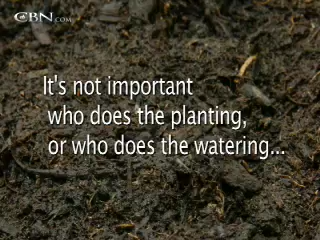 CBN.COM
It's not important
who does the planting,
or who does the watering...